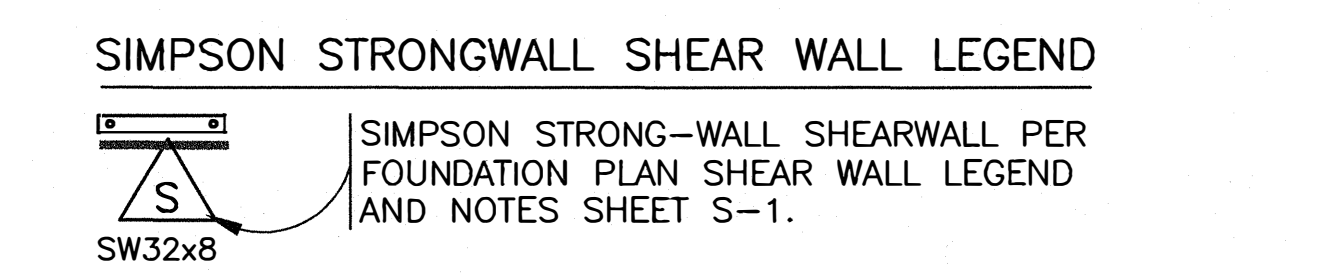 SIMPSON STRONGWALL SHEAR WALL LEGEND
SIMPSON STRONG-WALL SHEARWALL PER
FOUNDATION PLAN SHEAR WALL LEGEND
AND NOTES SHEET S-1.
S
SW32x8